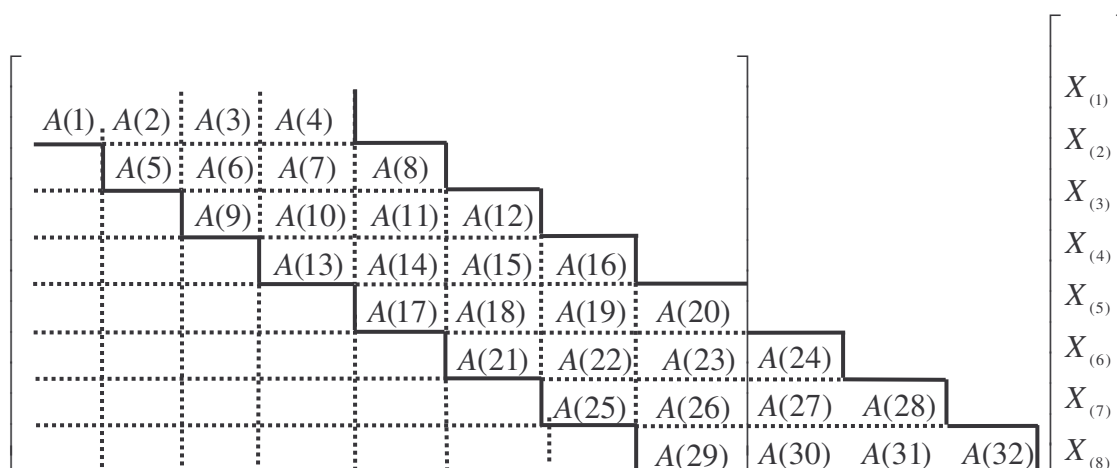 X (1)
A(1) A(2) A(3) A(4)
X (2)
A(5) A(6) A(7) A(8)
X (3)
A(9) A(10) A(11) A(12)
X (4)
A(13) A(14) A(15) A(16)
X (5)
A(17) A(18) A(19) A(20)
X (6)
A(21) A(22) A(23) A(24)
X (7)
A(25) A(26) A(27) A(28)
X (8)
A(29) A(30) A(31) A(32)